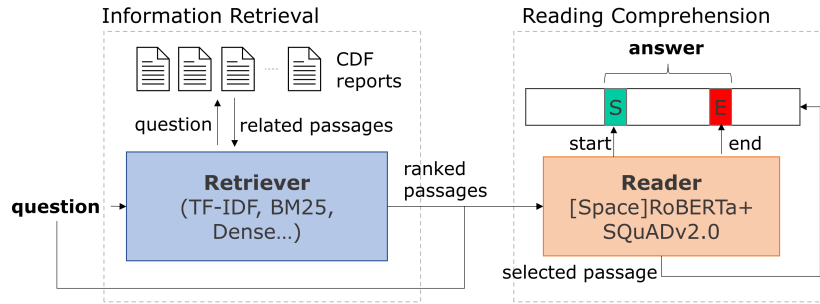 Information Retrieval
CDF
reports
question
related passages
question
Retriever
(TF-IDF, BM25,
Dense...)
ranked
passages
Reading Comprehension
answer
S
E
start
end
Reader
[Space]RoBERTa+
SQuADv2.0
selected passage